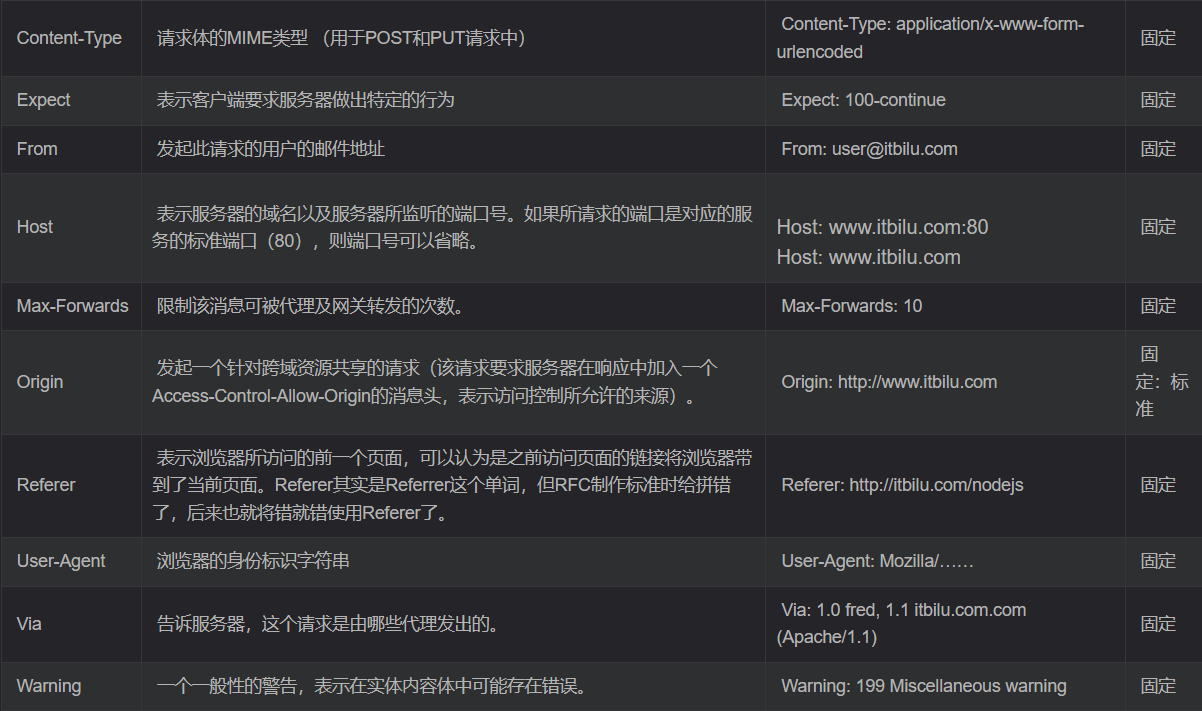 Content-Type
请求体的MIME类型 （用于POST和PUT请求中）
Content-Type: application/x-www-form-
urlencoded
固定
Expect
表示客户端要求服务器做出特定的行为
Expect: 100-continue
固定
From
发起此请求的用户的邮件地址
From: user@itbilu.com
固定
Host
表示服务器的域名以及服务器所监听的端口号。如果所请求的端口是对应的服
务的标准端口（80），则端口号可以省略。
Host: www.itbilu.com:80
Host: www.itbilu.com
固定
Max-Forwards
限制该消息可被代理及网关转发的次数。
Max-Forwards: 10
固定
Origin
发起一个针对跨域资源共享的请求（该请求要求服务器在响应中加入一个
Access-Control-Allow-Origin的消息头，表示访问控制所允许的来源）。
Origin: http://www.itbilu.com
固
定：标
准
Referer
表示浏览器所访问的前一个页面，可以认为是之前访问页面的链接将浏览器带
到了当前页面。Referer其实是Referrer这个单词，但RFC制作标准时给拼错
了，后来也就将错就错使用Referer了。
Referer: http://itbilu.com/nodejs
固定
User-Agent
浏览器的身份标识字符串
User-Agent: Mozilla/……
固定
Via
告诉服务器，这个请求是由哪些代理发出的。
Via: 1.0 fred, 1.1 itbilu.com.com
(Apache/1.1)
固定
Warning
一个一般性的警告，表示在实体内容体中可能存在错误。
Warning: 199 Miscellaneous warning
固定